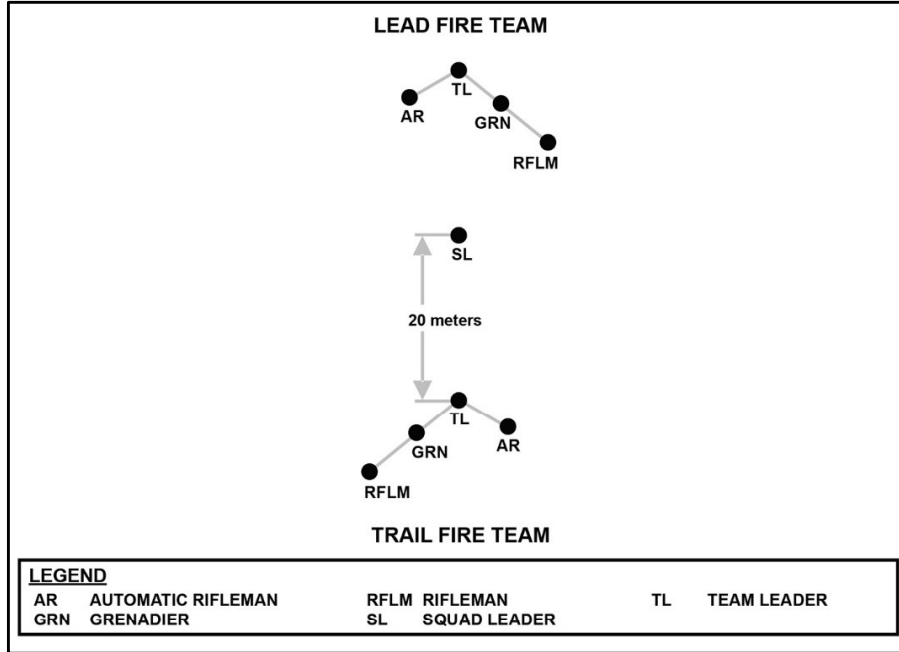 LEAD FIRE TEAM
TL
AR
GRN
RFLM
SL
20 meters
TL
AR
GRN
RFLM
TRAIL FIRE TEAM
LEGEND
AR AUTOMATIC RIFLEMAN RFLM RIFLEMAN TL TEAM LEADER
GRN GRENADIER SL SQUAD LEADER